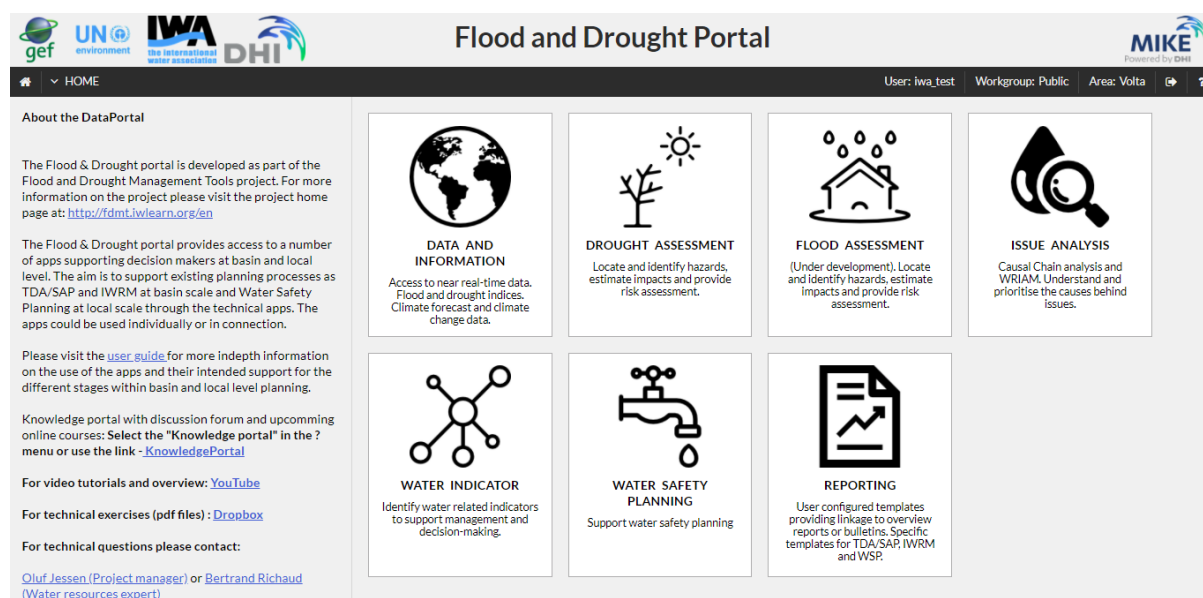 gef
UN environment
IWA
the international
water association
DHI
Flood and Drought Portal
MIKE
Powered by DHI
HOME
User: iwa_test
Workgroup: Public
Area: Volta
?
About the DataPortal
The Flood & Drought portal is developed as part of the
Flood and Drought Management Tools project. For more
information on the project please visit the project home
page at: http://fdmt.iwlearn.org/en
The Flood & Drought portal provides access to a number
of apps supporting decision makers at basin and local
level. The aim is to support existing planning processes as
TDA/SAP and IWRM at basin scale and Water Safety
Planning at local scale through the technical apps. The
apps could be used individually or in connection.
Please visit the user guide for more indepth information
on the use of the apps and their intended support for the
different stages within basin and local level planning.
Knowledge portal with discussion forum and upcomming
online courses: Select the "Knowledge portal" in the ?
menu or use the link - KnowledgePortal
For video tutorials and overview: YouTube
For technical exercises (pdf files) : Dropbox
For technical questions please contact:
Oluf Jessen (Project manager) or Bertrand Richaud
(Water resources expert)
DATA AND
INFORMATION
Access to near real-time data.
Flood and drought indices.
Climate forecast and climate
change data.
DROUGHT ASSESSMENT
Locate and identify hazards,
estimate impacts and provide
risk assessment.
FLOOD ASSESSMENT
(Under development). Locate
and identify hazards, estimate
impacts and provide risk
assessment.
ISSUE ANALYSIS
Causal Chain analysis and
WRIAM. Understand and
prioritise the causes behind
issues.
WATER INDICATOR
Identify water related indicators
to support management and
decision-making.
WATER SAFETY
PLANNING
Support water safety planning
REPORTING
User configured templates
providing linkage to overview
reports or bulletins. Specific
templates for TDA/SAP, IWRM
and WSP.